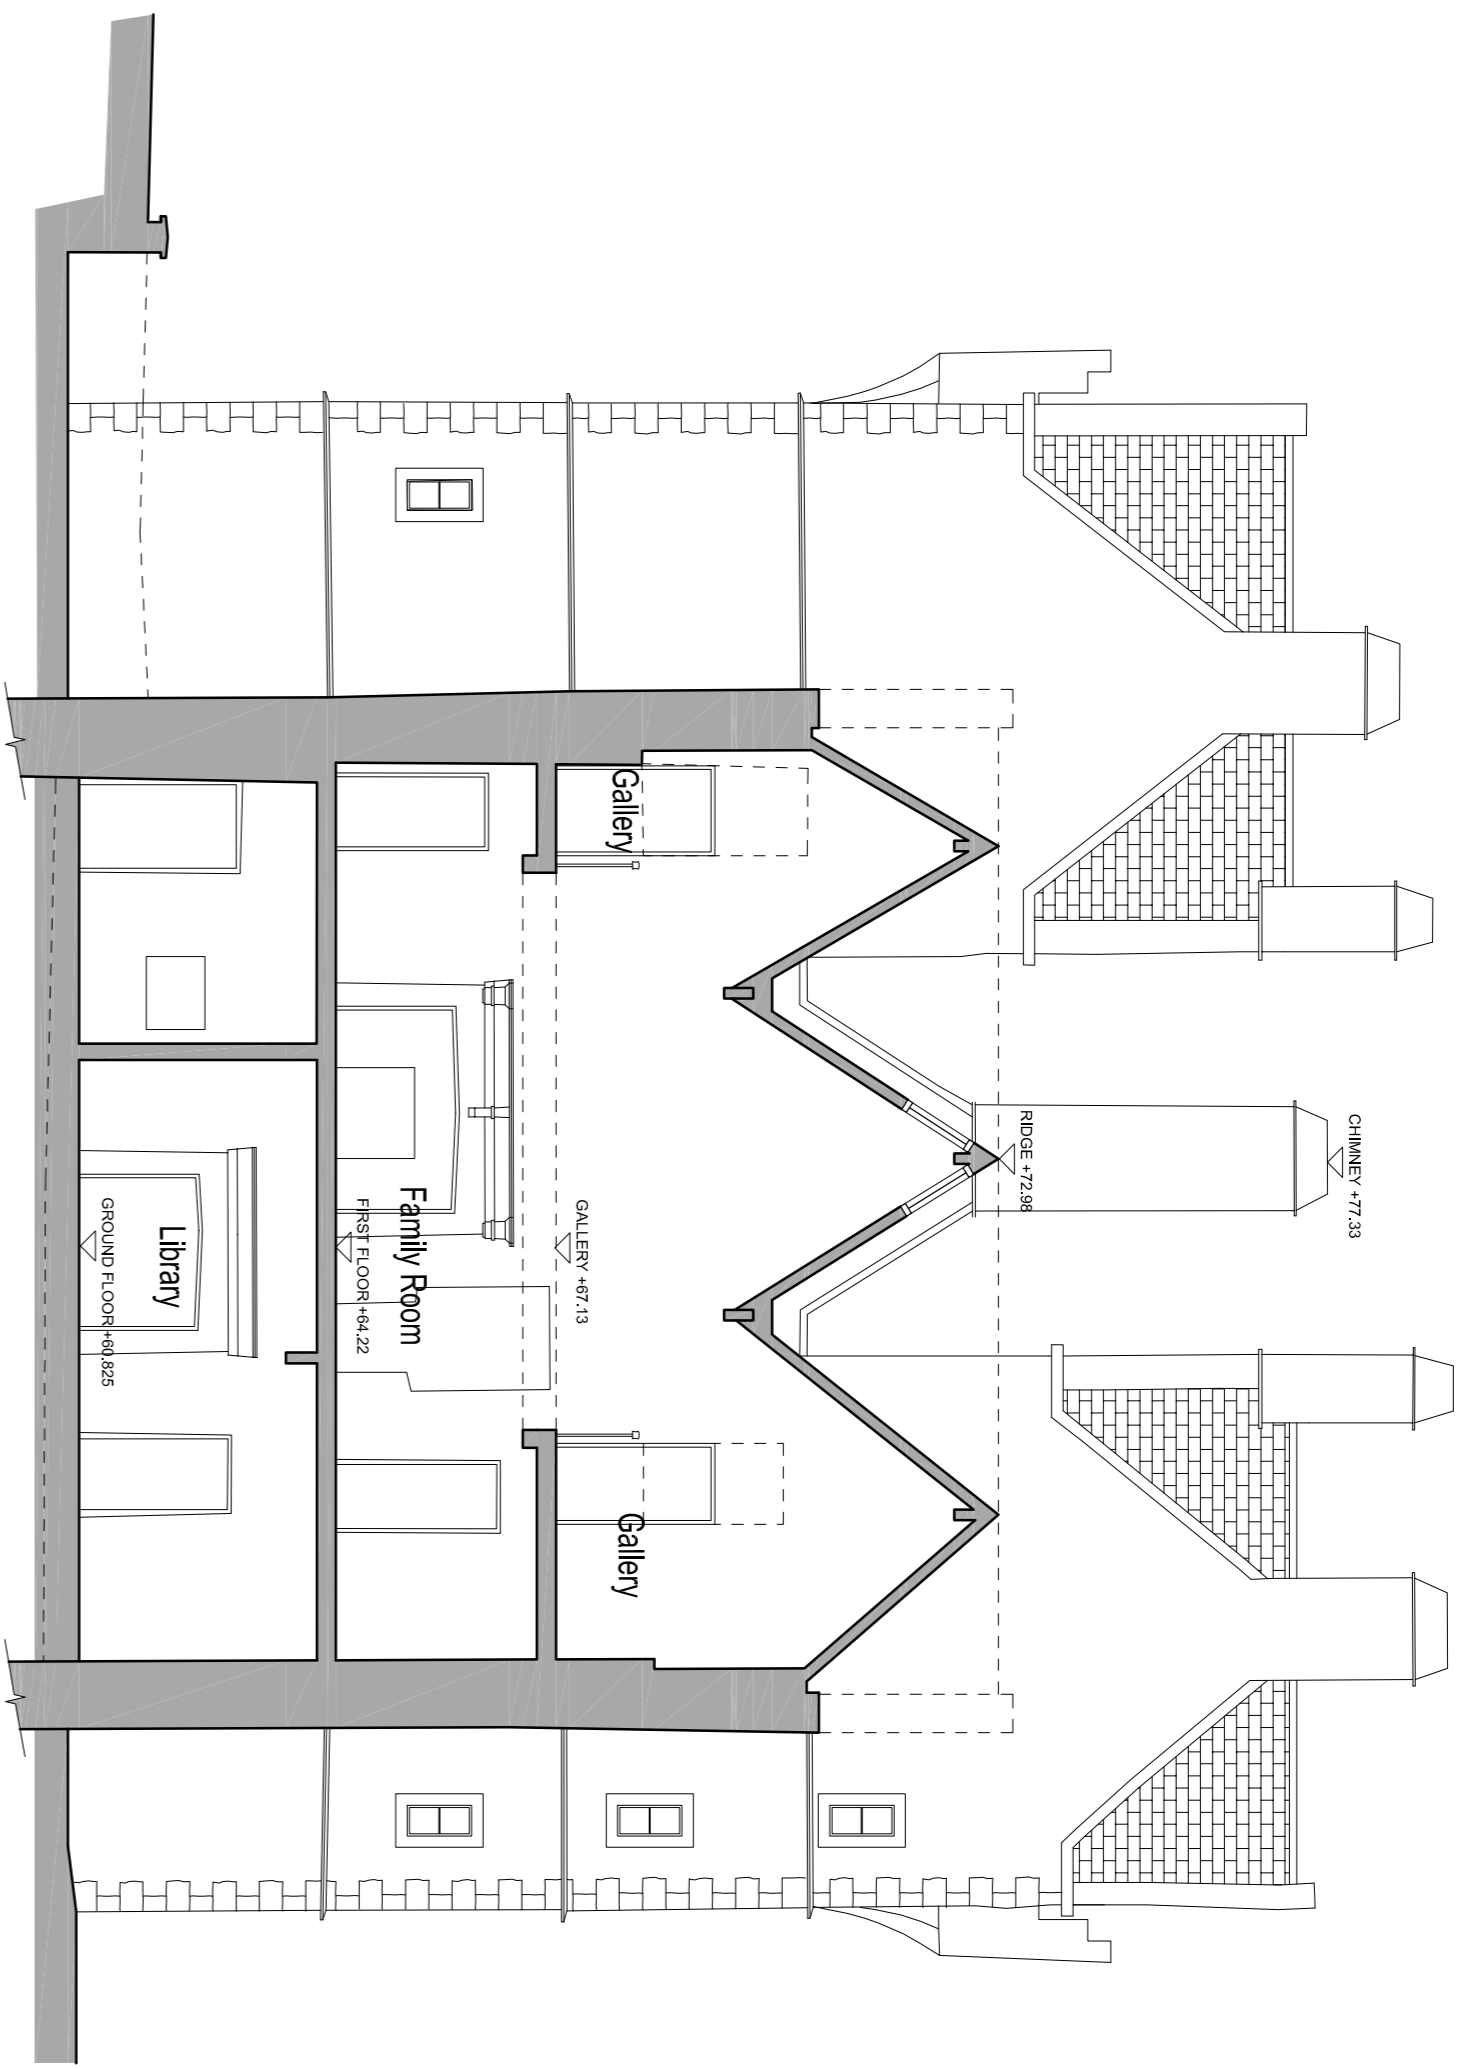 CHIMNEY +77.33
RIDGE +72.98
Gallery
Gallery
GALLERY +67.13
Family Room
FIRST FLOOR +64.22
Library
GROUND FLOOR +60.825